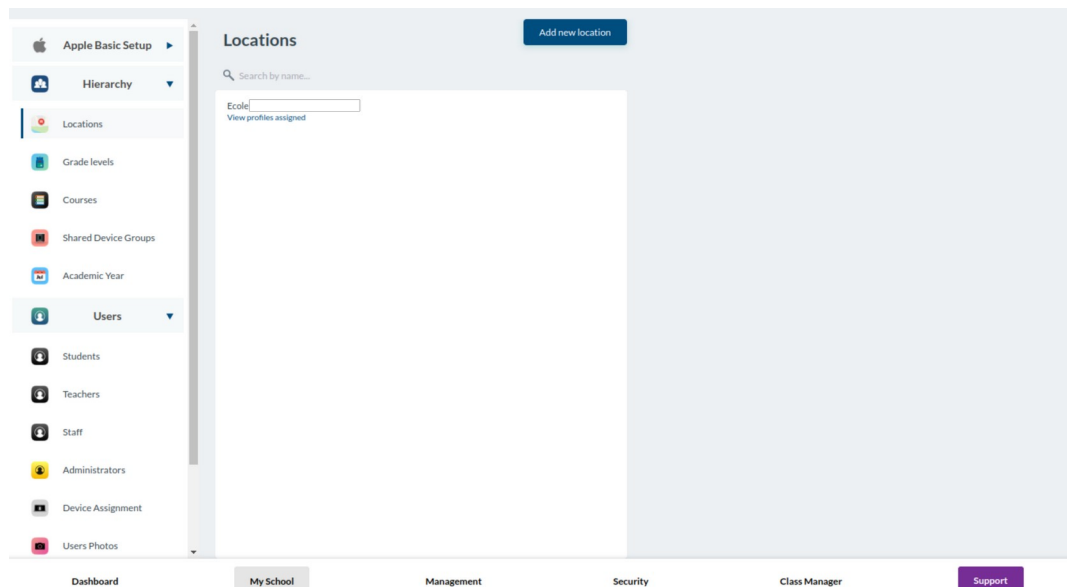 Apple Basic Setup
Hierarchy
Locations
Grade levels
Courses
Shared Device Groups
Academic Year
Users
Students
Teachers
Staff
Administrators
Device Assignment
Users Photos
Locations
Add new location
Search by name...
Ecole
View profiles assigned
Dashboard
My School
Management
Security
Class Manager
Support